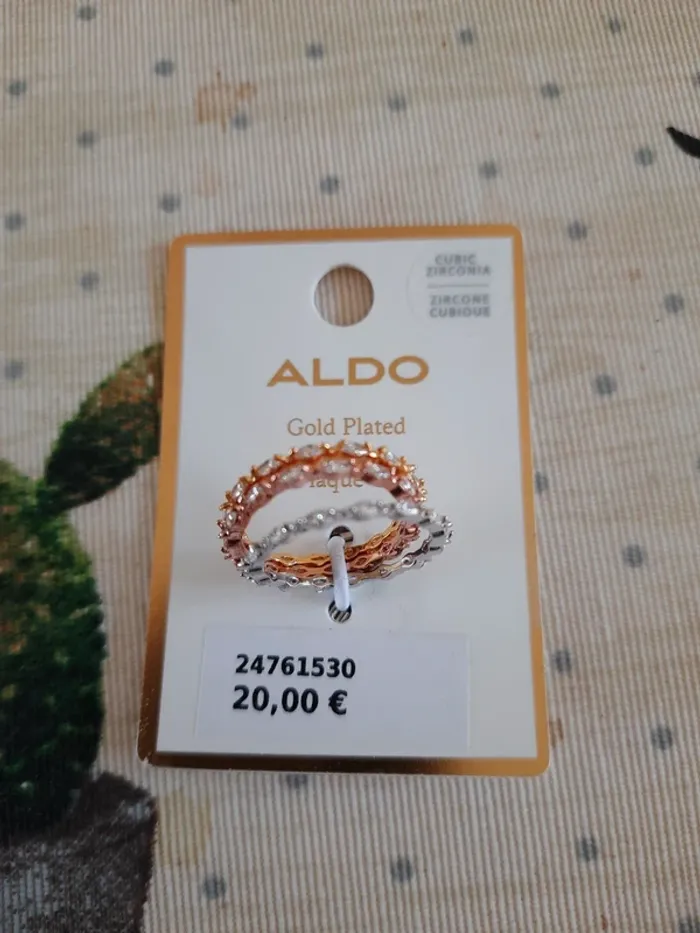 CUBIC
ZIRCONIA
ZIRCONE
CUBIQUE
ALDO
Gold Plated
24761530
20,00 €